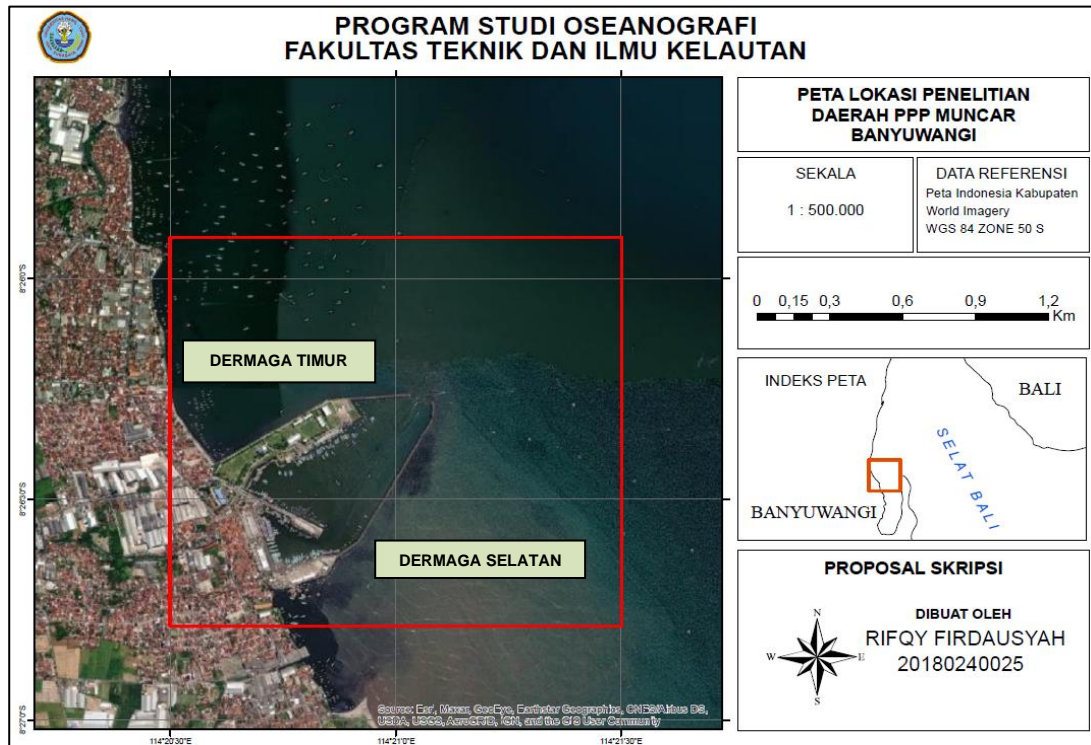 PROGRAM STUDI OSEANOGRAFI
FAKULTAS TEKNIK DAN ILMU KELAUTAN
8°26'0"S
8°26'30"S
8°27'0"S
DERMAGA TIMUR
DERMAGA SELATAN
Source: Esri, Maxar, GeoEye, Earthstar Geographics, CNES/Airbus DS,
USDA, USGS, AeroGRID, IGN, and the GIS User Community
114°20'30"E
114°21'0"E
114°21'30"E
PETA LOKASI PENELITIAN
DAERAH PPP MUNCAR
BANYUWANGI
SEKALA
1 : 500.000
DATA REFERENSI
Peta Indonesia Kabupaten
World Imagery
WGS 84 ZONE 50 S
0 0,15 0,3 0,6 0,9 1,2
Km
INDEKS PETA
BALI
SELAT BALI
BANYUWANGI
PROPOSAL SKRIPSI
N
W E
S
DIBUAT OLEH
RIFQY FIRDAUSYAH
20180240025